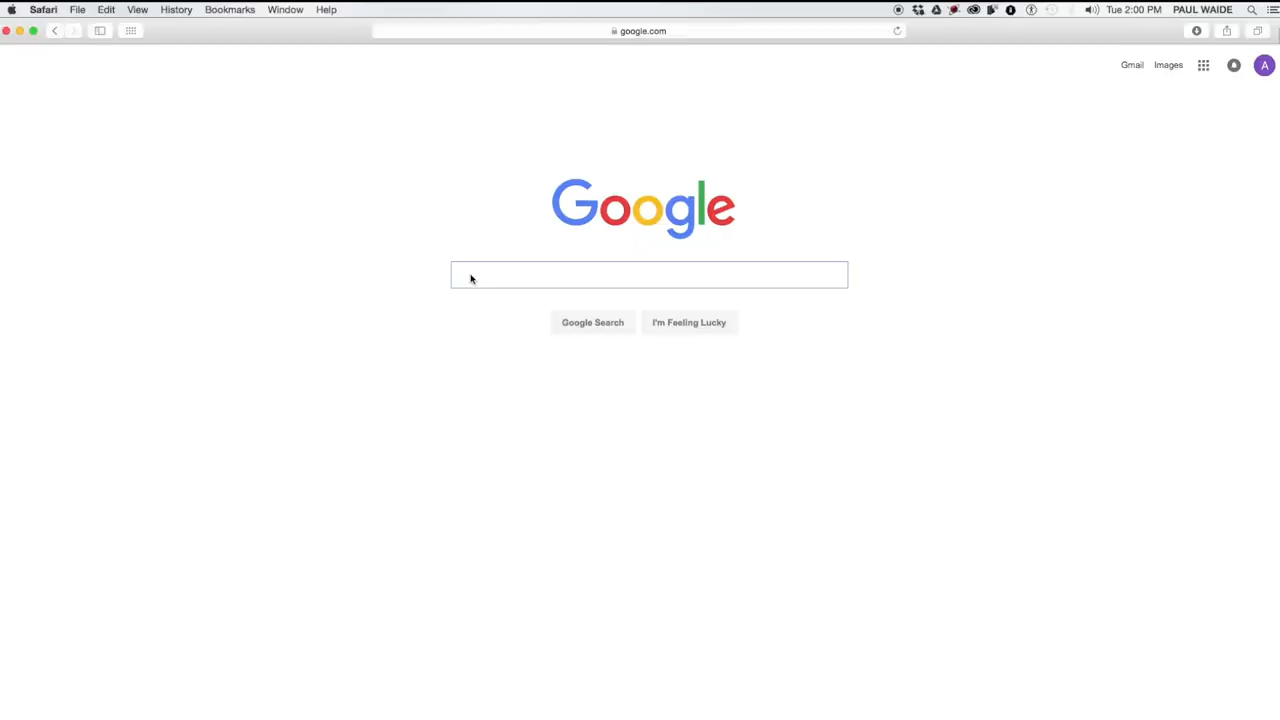 Safari File Edit View History Bookmarks Window Help Tue 2:00 PM PAUL WAIDE
google.com
Gmail Images A
Google
Google Search I'm Feeling Lucky